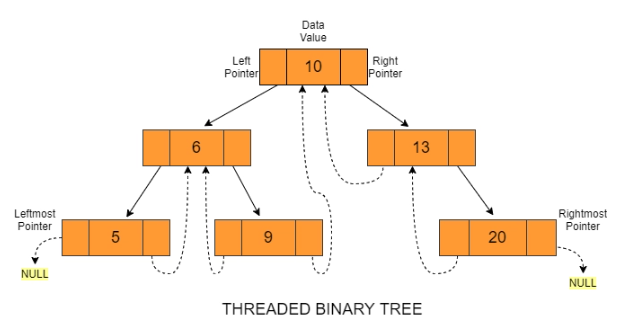 Data
Value
Left
Pointer
10
Right
Pointer
6
13
Leftmost
Pointer
5
9
20
Rightmost
Pointer
NULL
NULL
THREADED BINARY TREE